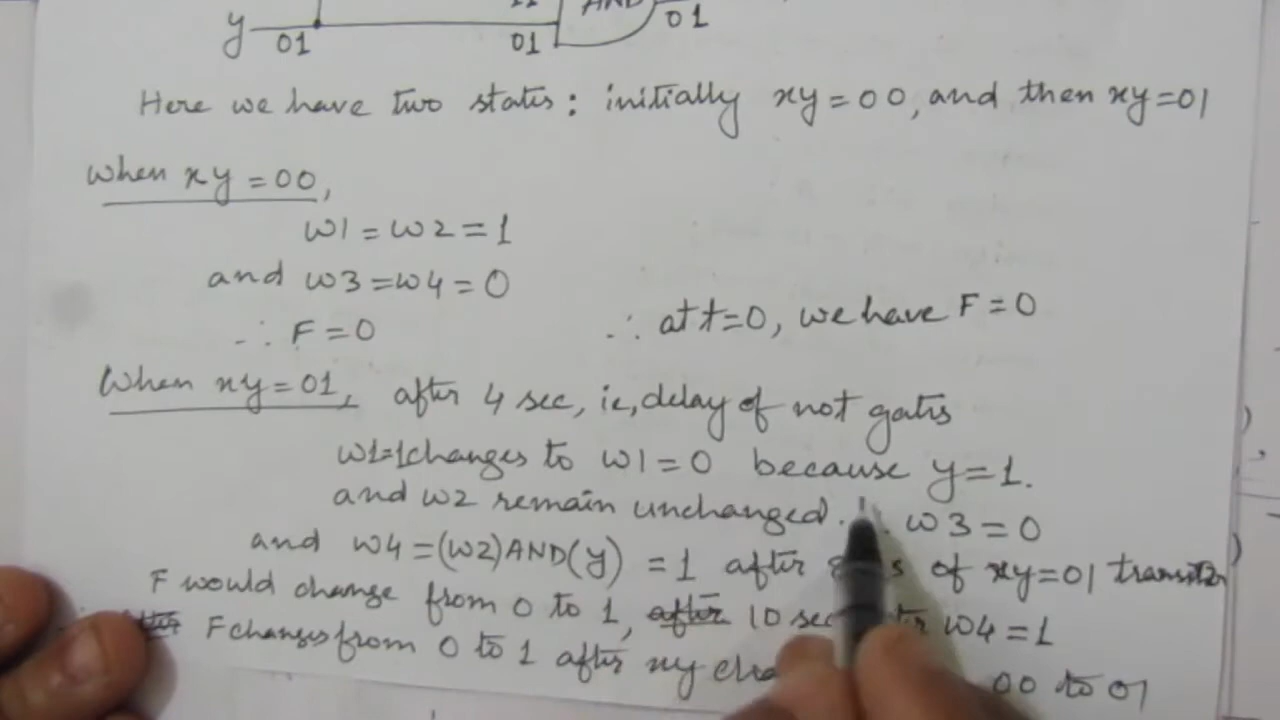 11 AND
y 01 01 01
Here we have two states: initially xy=00, and then xy=01
When xy=00,
w1=w2=1
and w3=w4=0
∴ F=0 ∴ at t=0, we have F=0
When xy=01, after 4 sec, ie, delay of not gates
w1=1 changes to w1=0 because y=1.
and w2 remain unchanged. w3=0
and w4=(w2)AND(y) =1 after of xy=01 transition
F would change from 0 to 1, 10 sec w4=1
F changes from 0 to 1 after xy 00 to 01